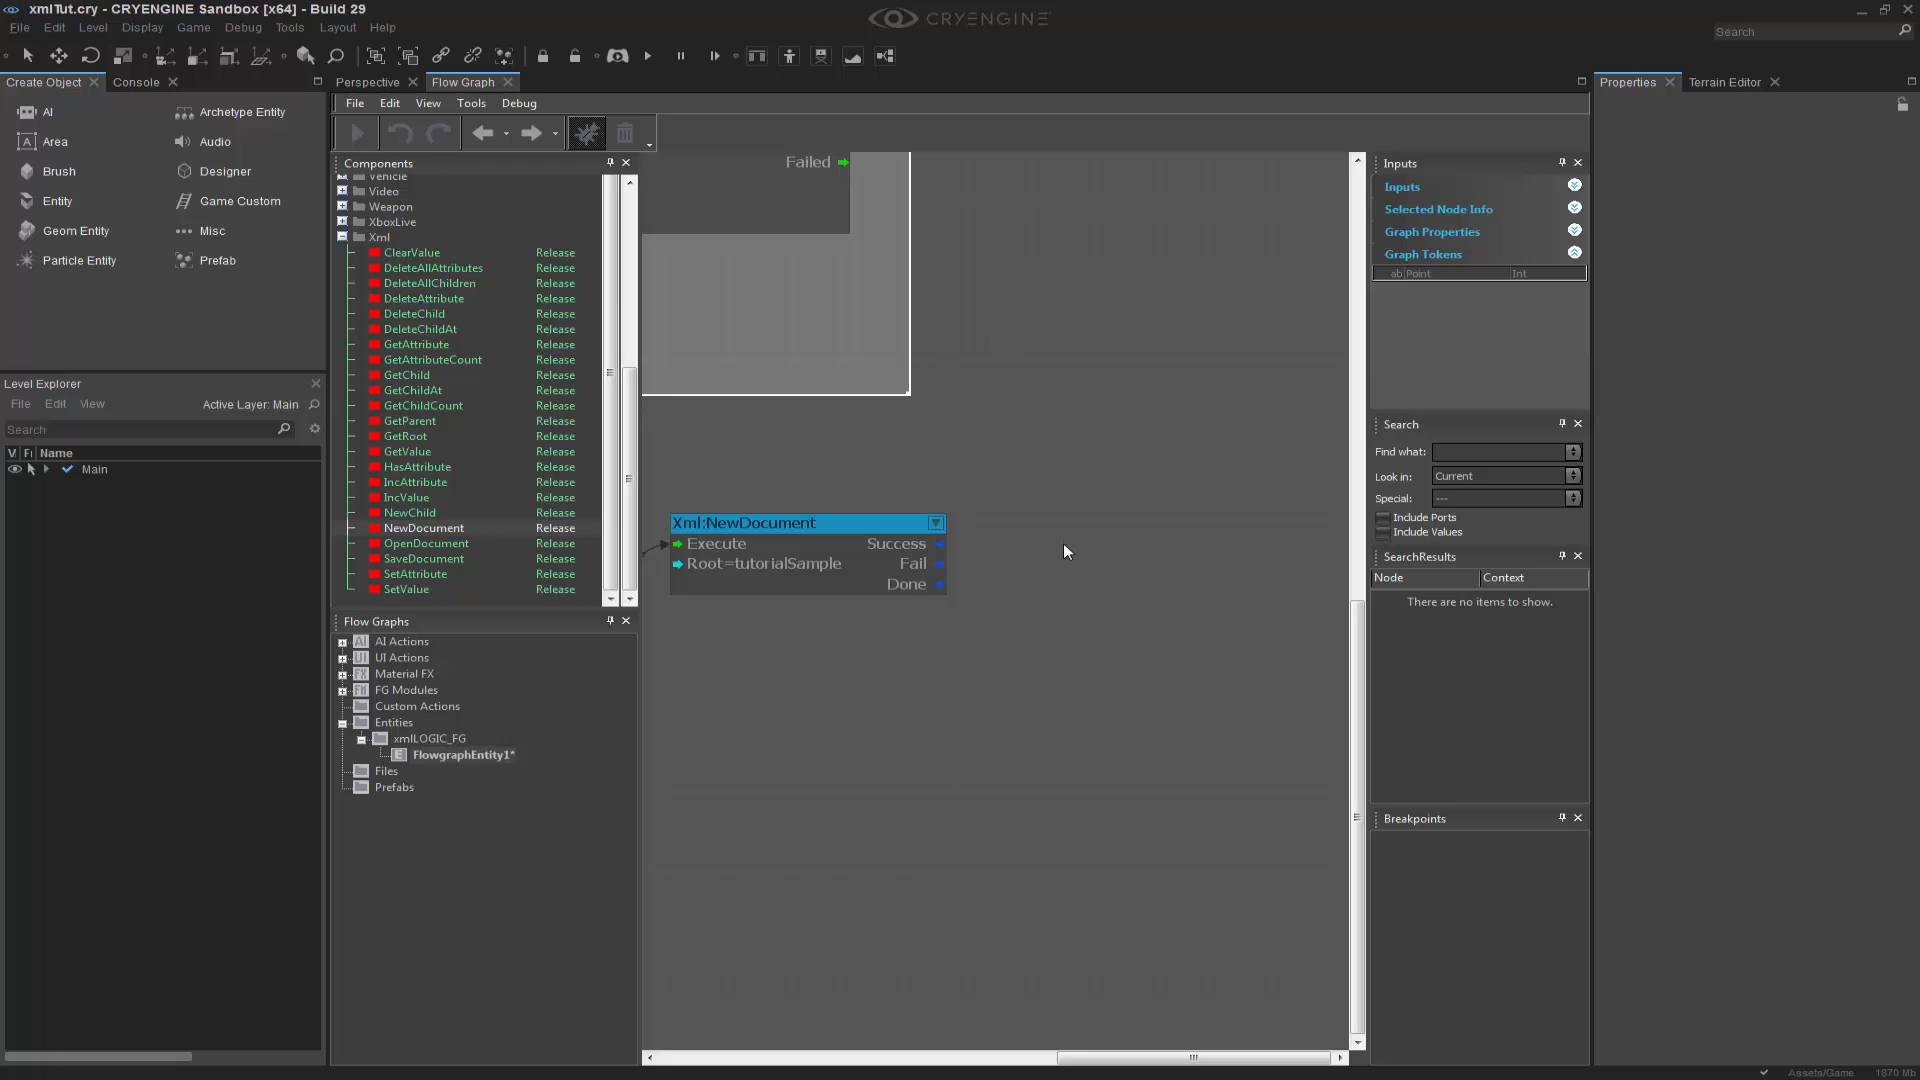 xmlTut.cry - CRYENGINE Sandbox [x64] - Build 29
CRYENGINE
File Edit Level Display Game Debug Tools Layout Help
Search
Create Object Console
Perspective Flow Graph
Properties Terrain Editor
AI Archetype Entity
Area Audio
Brush Designer
Entity Game Custom
Geom Entity Misc
Particle Entity Prefab
Level Explorer
File Edit View Active Layer: Main
Search
V Fi Name
Main
File Edit View Tools Debug
Components
Vehicle
Video
Weapon
XboxLive
Xml
ClearValue Release
DeleteAllAttributes Release
DeleteAllChildren Release
DeleteAttribute Release
DeleteChild Release
DeleteChildAt Release
GetAttribute Release
GetAttributeCount Release
GetChild Release
GetChildAt Release
GetChildCount Release
GetParent Release
GetRoot Release
GetValue Release
HasAttribute Release
IncAttribute Release
IncValue Release
NewChild Release
NewDocument Release
OpenDocument Release
SaveDocument Release
SetAttribute Release
SetValue Release
Flow Graphs
AI AI Actions
UI UI Actions
FX Material FX
FM FG Modules
Custom Actions
Entities
xmlLOGIC_FG
E FlowgraphEntity1*
Files
Prefabs
Failed
Xml:NewDocument
Execute Success
Root=tutorialSample Fail
Done
Inputs
Inputs
Selected Node Info
Graph Properties
Graph Tokens
ab Point Int
Search
Find what:
Look in: Current
Special: ---
Include Ports
Include Values
SearchResults
Node Context
There are no items to show.
Breakpoints
Assets/Game 1870 Mb